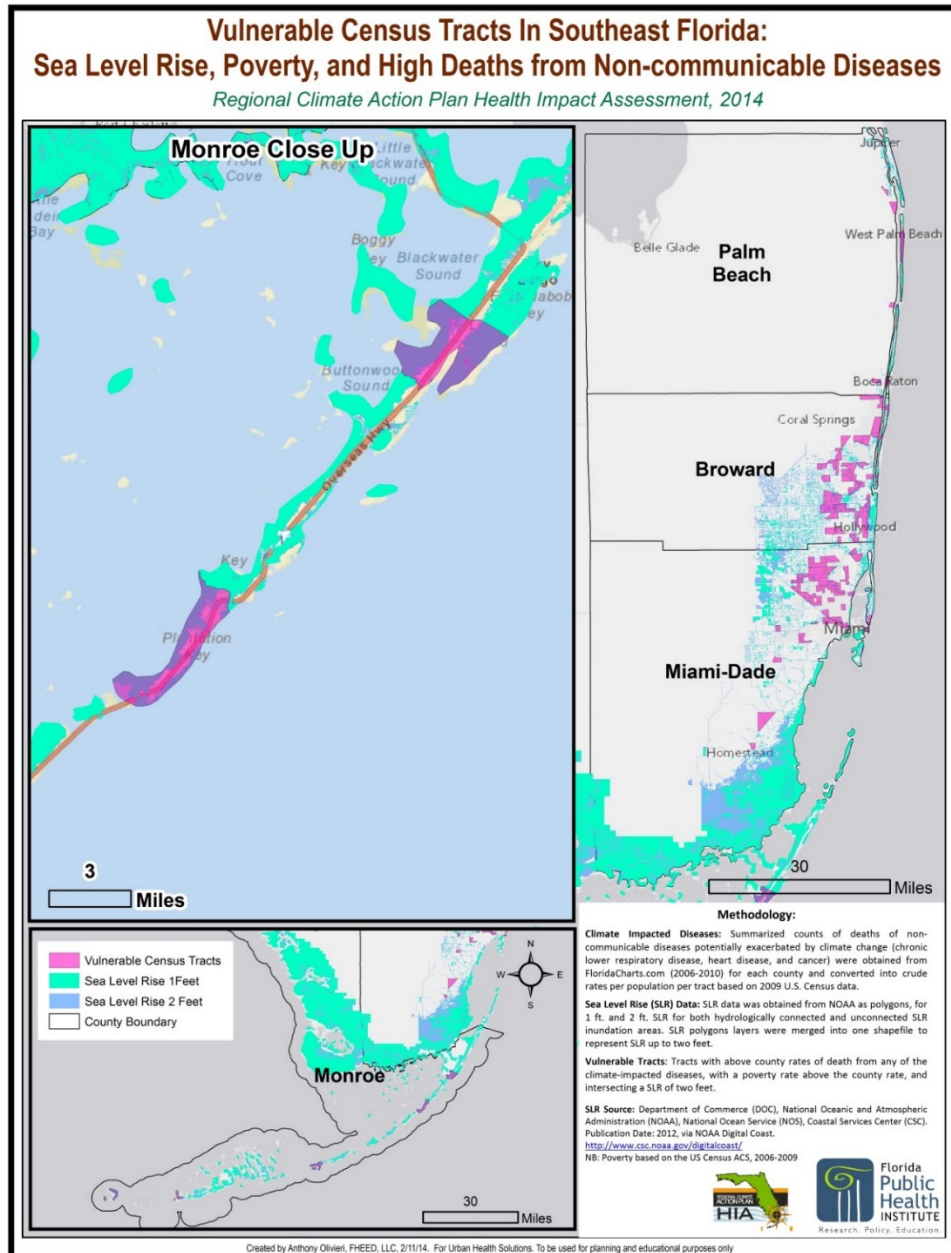 Vulnerable Census Tracts In Southeast Florida:
Sea Level Rise, Poverty, and High Deaths from Non-communicable Diseases
Regional Climate Action Plan Health Impact Assessment, 2014
Monroe Close Up
Little
Cove
Key
Blackwater
Sound
Bay
Boggy
Blackwater
Sound
Buttonwood
Sound
Overseas Hwy
Key
Plantation
Key
3
Miles
Jupiter
West Palm Beach
Belle Glade
Palm
Beach
Boca Raton
Coral Springs
Broward
Hollywood
Miami
Miami-Dade
Homestead
30
Miles
Vulnerable Census Tracts
Sea Level Rise 1Feet
Sea Level Rise 2 Feet
County Boundary
N
W E
S
Monroe
30
Miles
Methodology:
Climate Impacted Diseases: Summarized counts of deaths of non-
communicable diseases potentially exacerbated by climate change (chronic
lower respiratory disease, heart disease, and cancer) were obtained from
FloridaCharts.com (2006-2010) for each county and converted into crude
rates per population per tract based on 2009 U.S. Census data.
Sea Level Rise (SLR) Data: SLR data was obtained from NOAA as polygons, for
1 ft. and 2 ft. SLR for both hydrologically connected and unconnected SLR
inundation areas. SLR polygons layers were merged into one shapefile to
represent SLR up to two feet.
Vulnerable Tracts: Tracts with above county rates of death from any of the
climate-impacted diseases, with a poverty rate above the county rate, and
intersecting a SLR of two feet.
SLR Source: Department of Commerce (DOC), National Oceanic and Atmospheric
Administration (NOAA), National Ocean Service (NOS), Coastal Services Center (CSC).
Publication Date: 2012, via NOAA Digital Coast.
http://www.csc.noaa.gov/digitalcoast/
NB: Poverty based on the US Census ACS, 2006-2009
REGIONAL CLIMATE
ACTION PLAN
HIA
Florida
Public
Health
INSTITUTE
Research. Policy. Education.
Created by Anthony Olivieri, FHEED, LLC, 2/11/14. For Urban Health Solutions. To be used for planning and educational purposes only